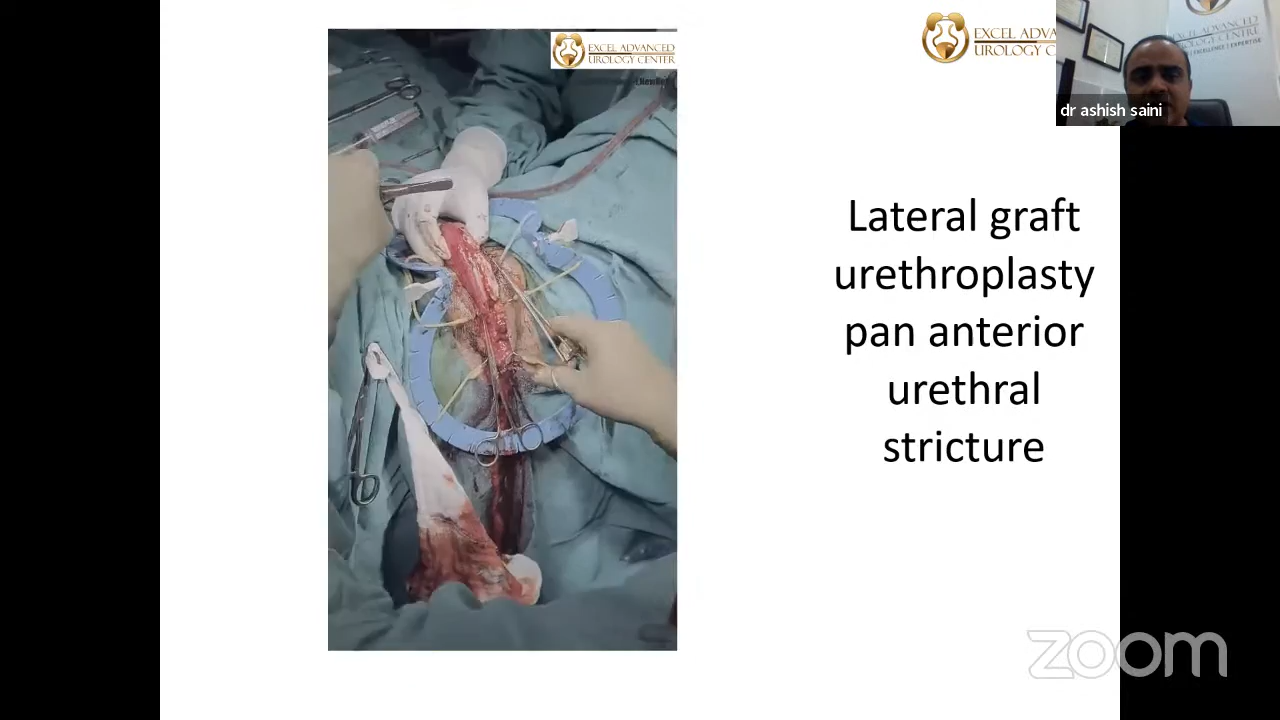 EXCEL ADVANCED
UROLOGY CENTER
EXCEL ADVA
UROLOGY C
dr ashish saini
Lateral graft
urethroplasty
pan anterior
urethral
stricture
zoom